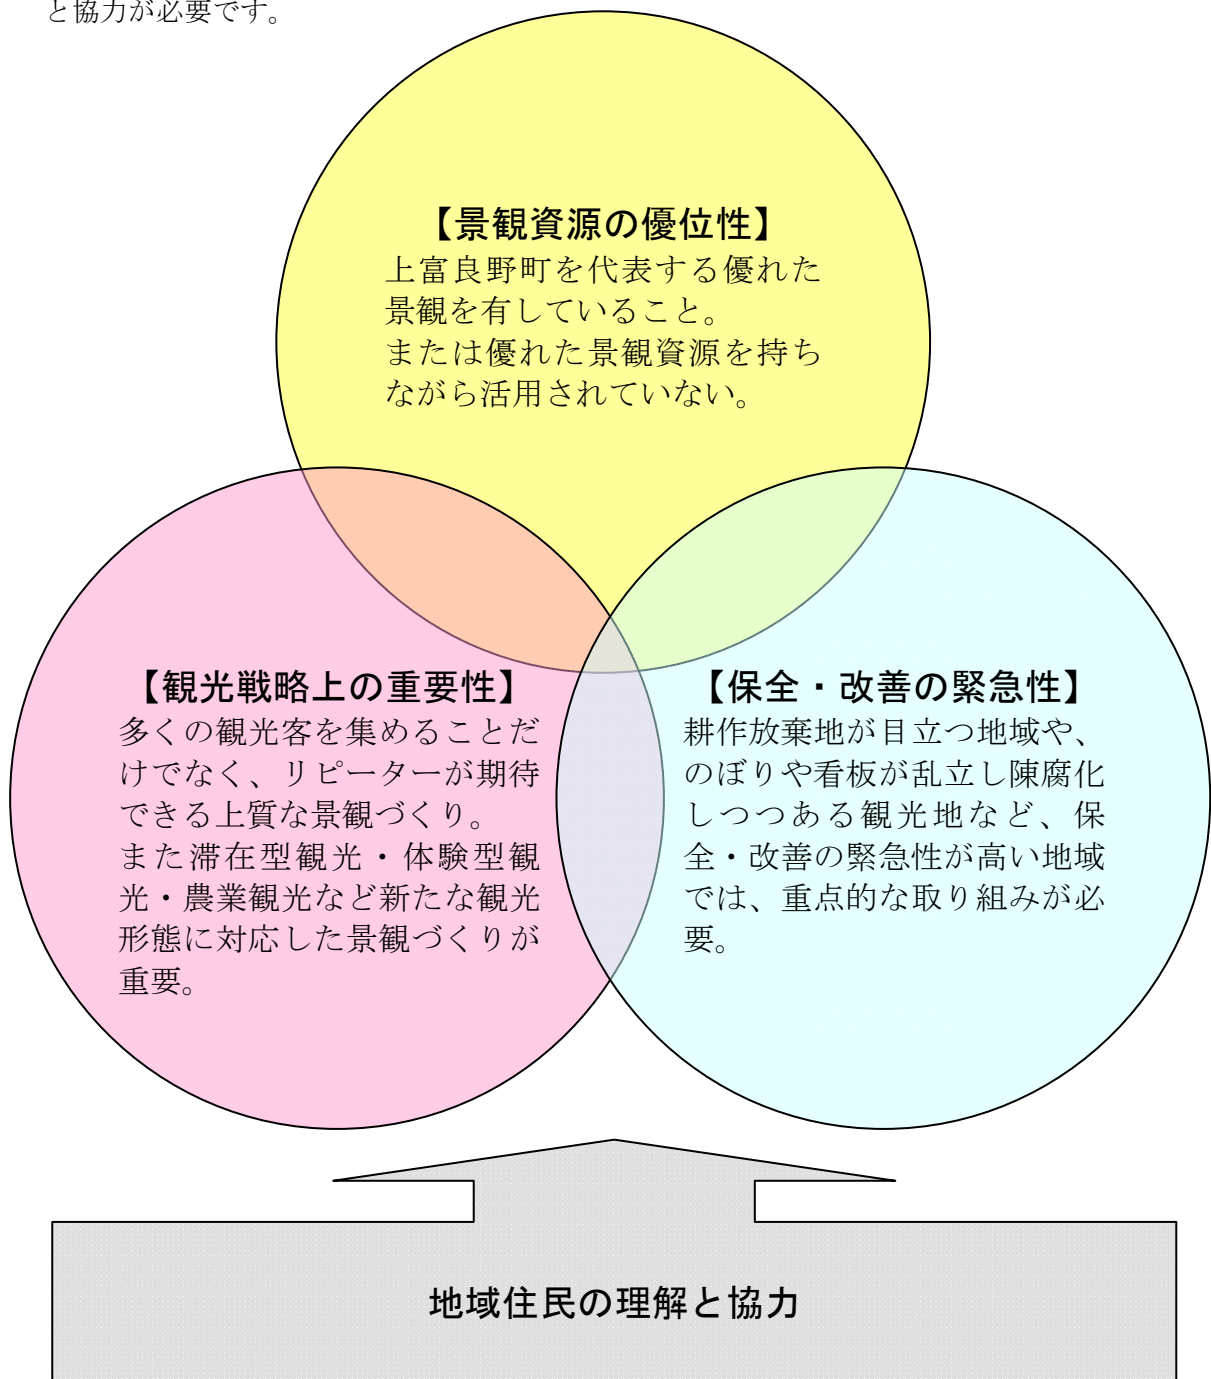 と協力が必要です。
【景観資源の優位性】
上富良野町を代表する優れた
景観を有していること。
または優れた景観資源を持ち
ながら活用されていない。
【観光戦略上の重要性】
多くの観光客を集めることだ
けでなく、リピーターが期待
できる上質な景観づくり。
また滞在型観光・体験型観
光・農業観光など新たな観光
形態に対応した景観づくりが
重要。
【保全・改善の緊急性】
耕作放棄地が目立つ地域や、
のぼりや看板が乱立し陳腐化
しつつある観光地など、保
全・改善の緊急性が高い地域
では、重点的な取り組みが必
要。
地域住民の理解と協力